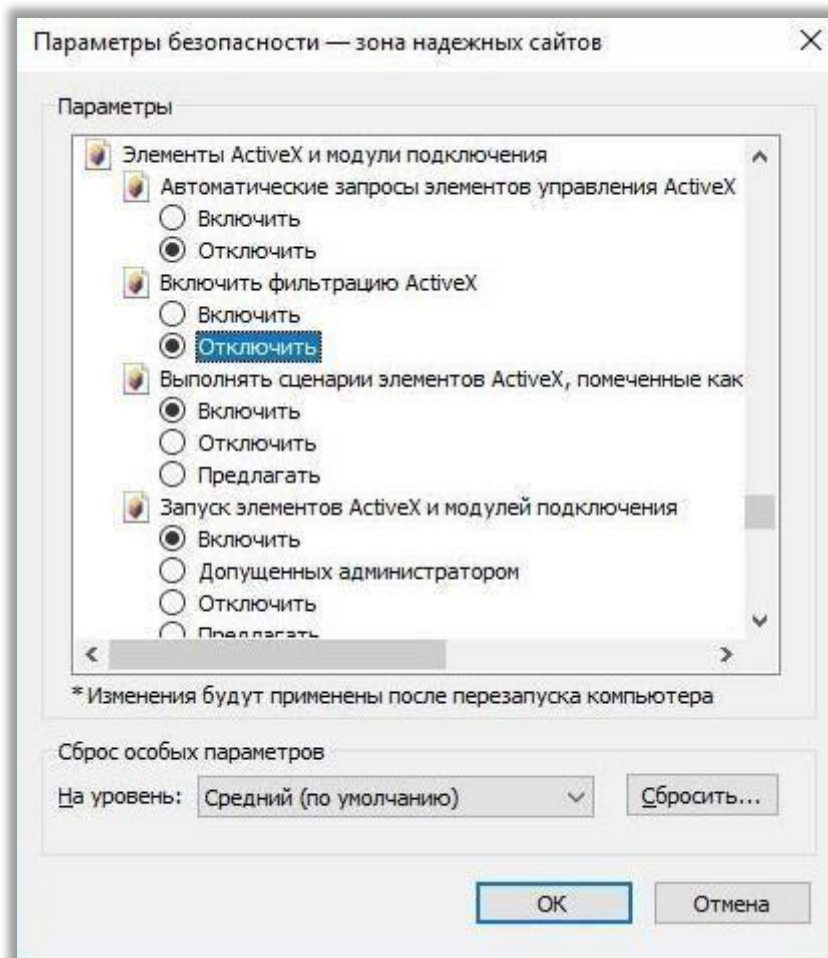 Параметры безопасности — зона надежных сайтов
Параметры
Элементы ActiveX и модули подключения
Автоматические запросы элементов управления ActiveX
Включить
Отключить
Включить фильтрацию ActiveX
Включить
Отключить
Выполнять сценарии элементов ActiveX, помеченные как
Включить
Отключить
Предлагать
Запуск элементов ActiveX и модулей подключения
Включить
Допущенных администратором
Отключить
Предлагать
* Изменения будут применены после перезапуска компьютера
Сброс особых параметров
На уровень: Средний (по умолчанию) Сбросить...
ОК Отмена